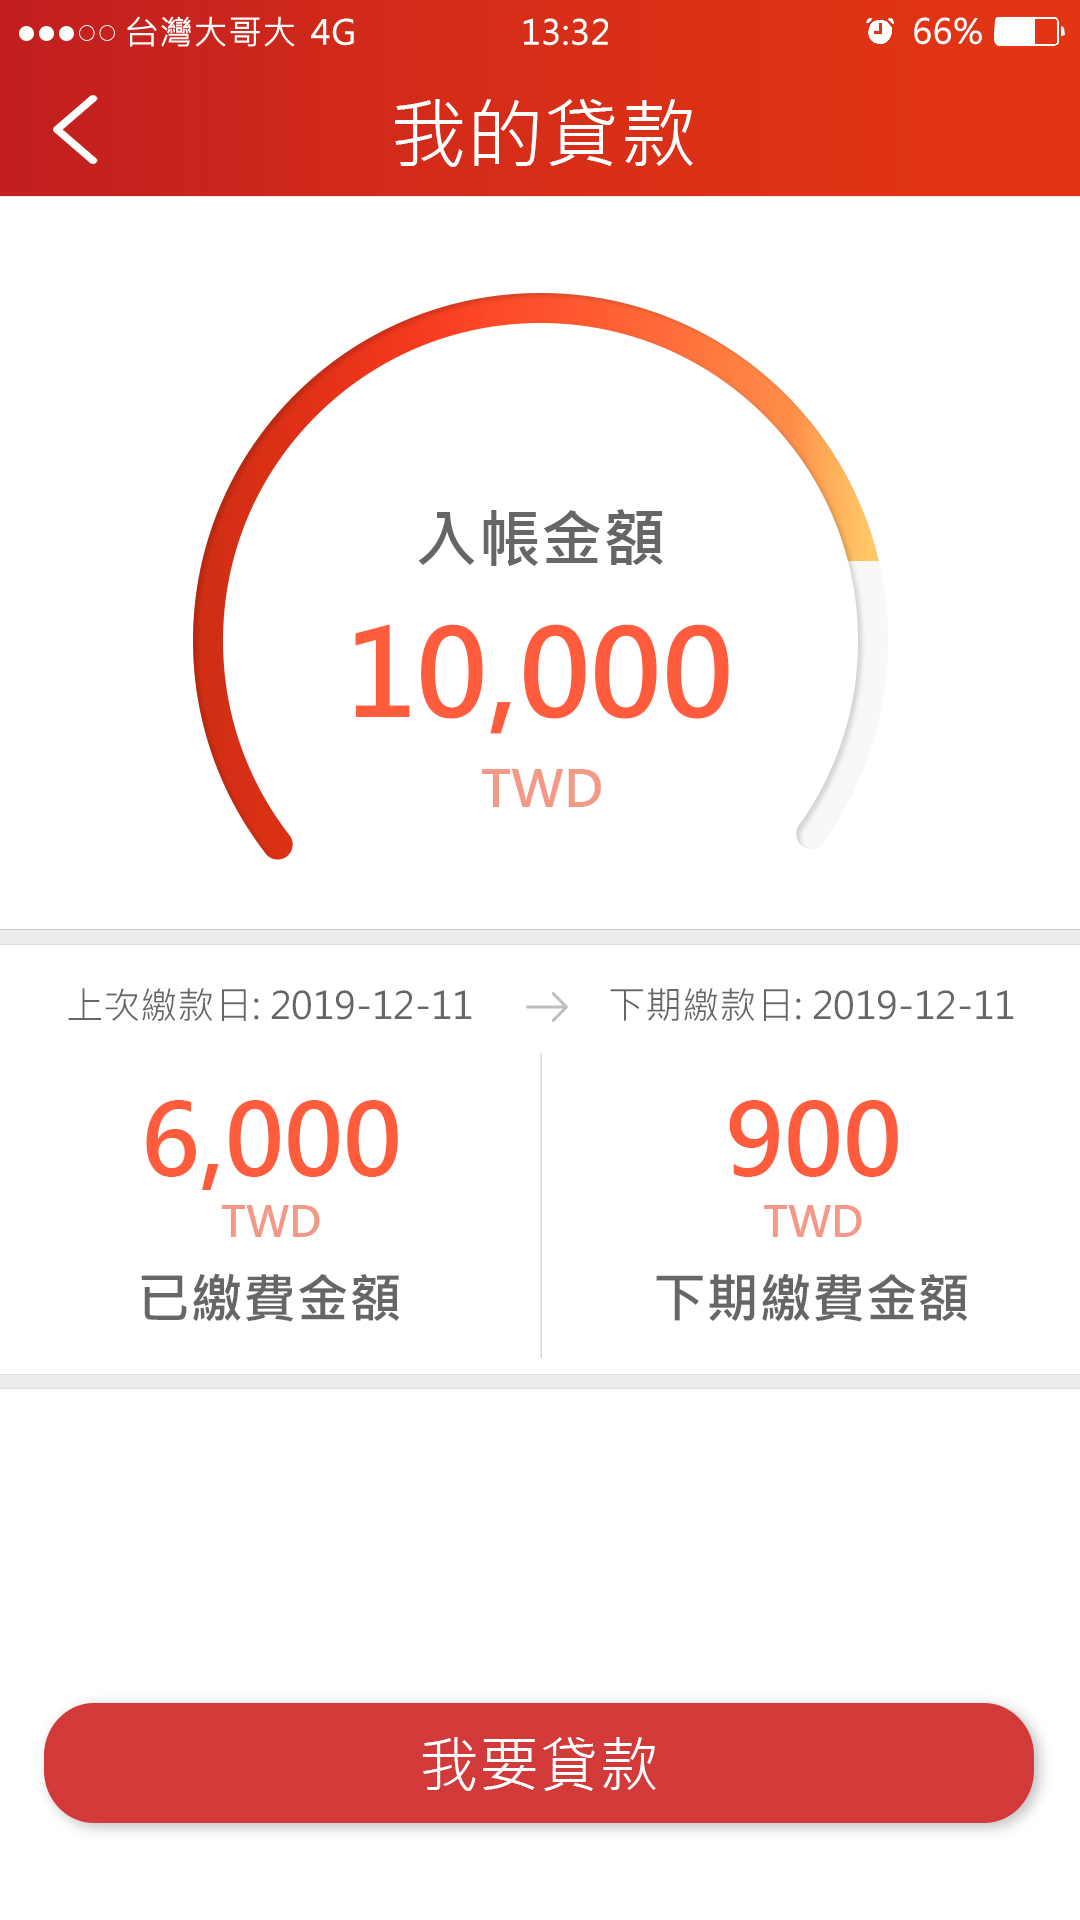 台灣大哥大 4G 13:32 66%
我的貸款
入帳金額
10,000
TWD
上次繳款日: 2019-12-11 → 下期繳款日: 2019-12-11
6,000 900
TWD TWD
已繳費金額 下期繳費金額
我要貸款